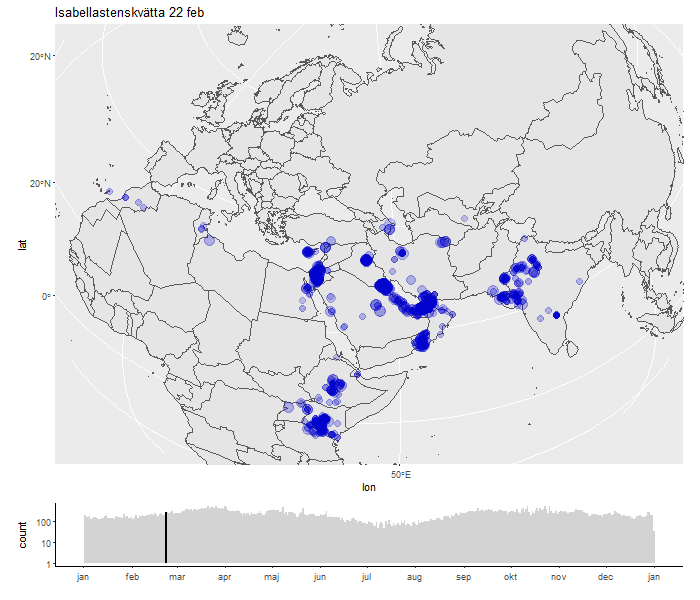 Isabellastenskvätta 22 feb
20°N
20°N
0°
lat
50°E
lon
count
100
10
1
jan feb mar apr maj jun jul aug sep okt nov dec jan